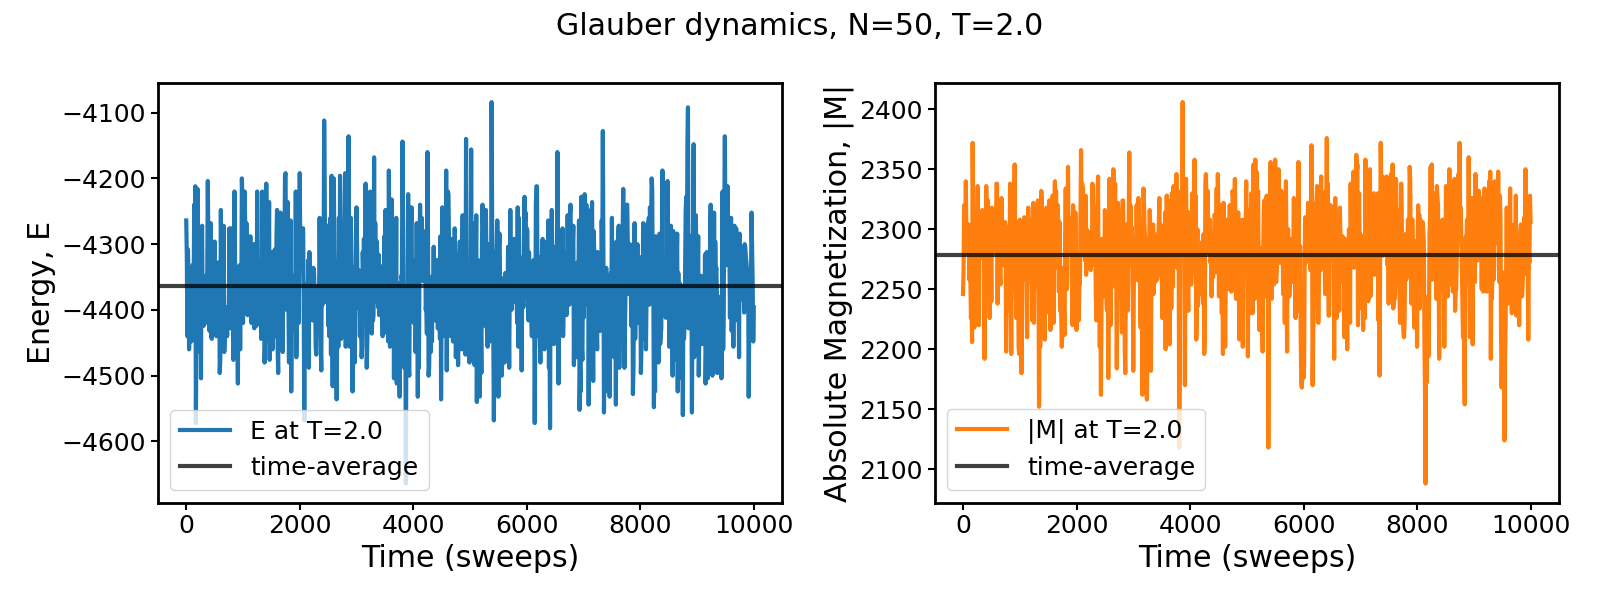 Glauber dynamics, N=50, T=2.0
Energy, E
−4100
−4200
−4300
−4400
−4500
−4600
E at T=2.0
time-average
0 2000 4000 6000 8000 10000
Time (sweeps)
Absolute Magnetization, |M|
2400
2350
2300
2250
2200
2150
2100
|M| at T=2.0
time-average
0 2000 4000 6000 8000 10000
Time (sweeps)